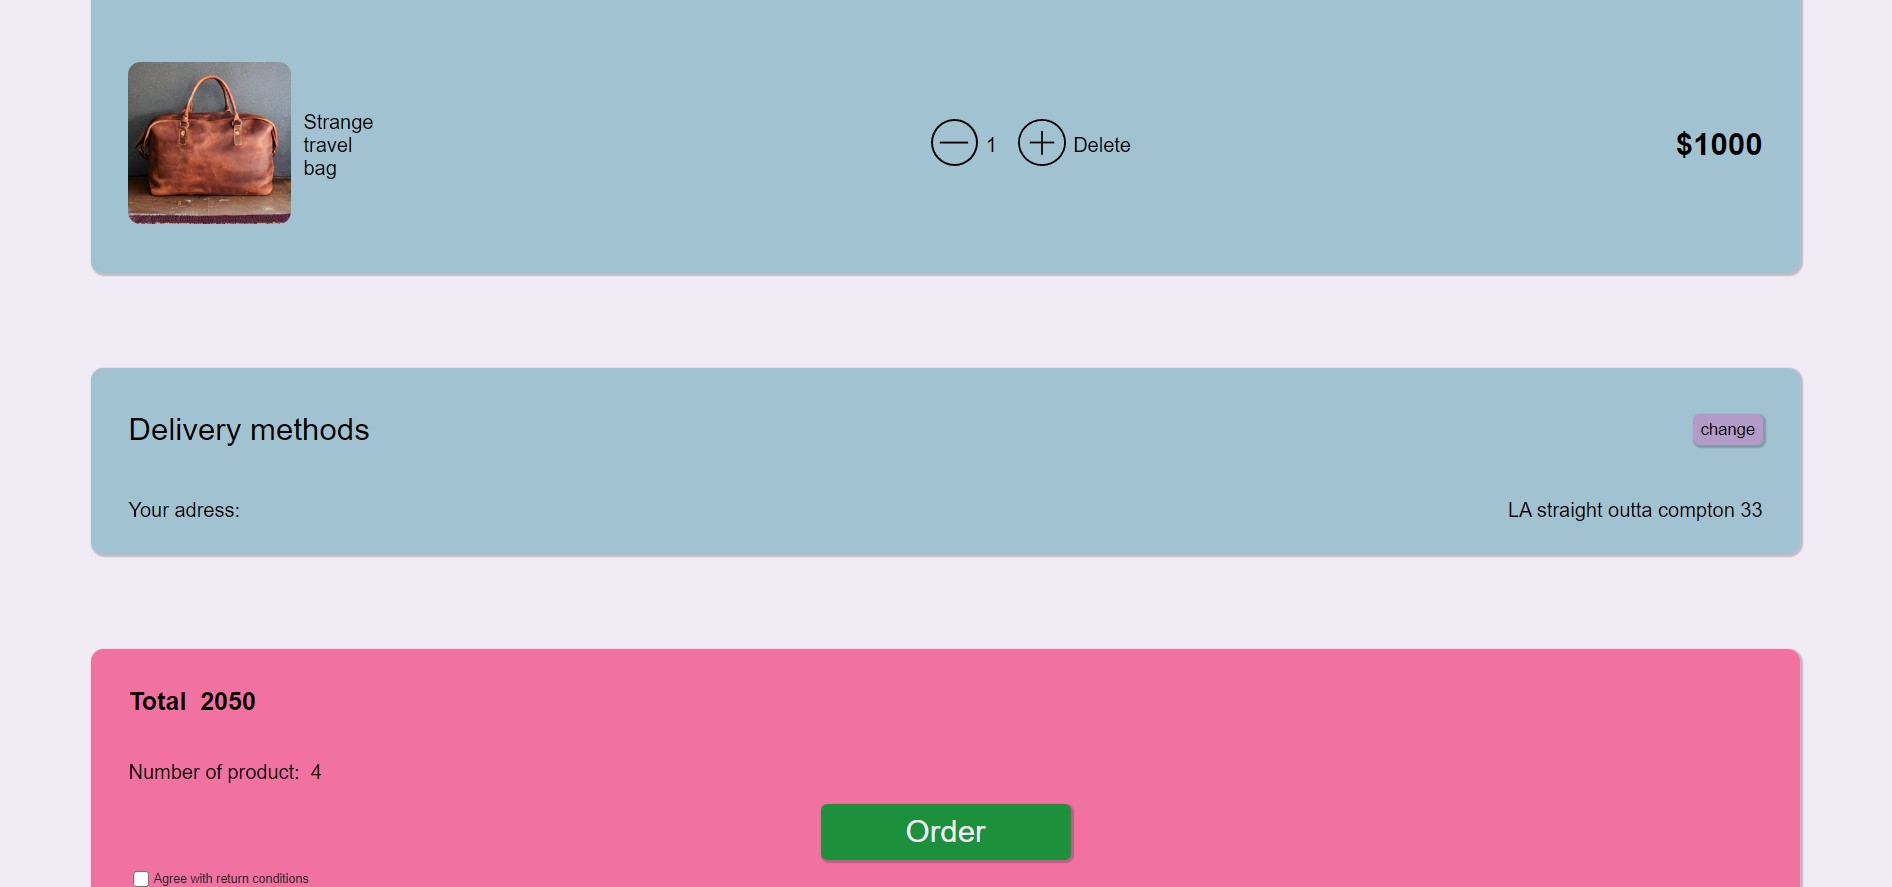 Strange
travel
bag
1
Delete
$1000
Delivery methods
change
Your adress:
LA straight outta compton 33
Total 2050
Number of product: 4
Order
Agree with return conditions